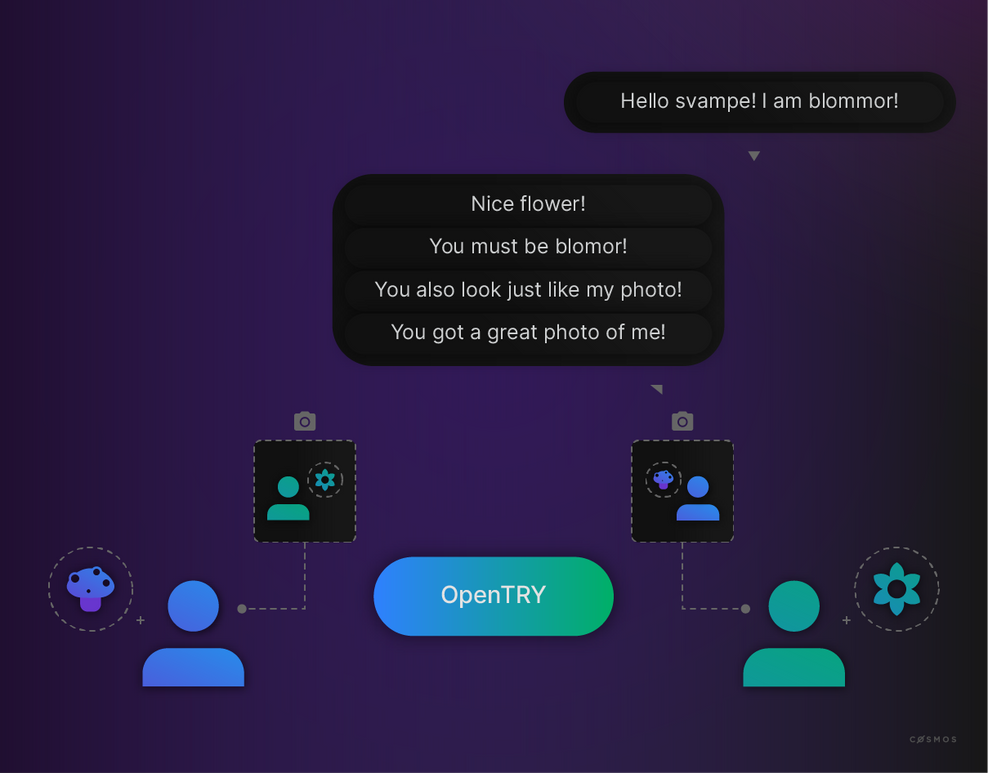 Hello svampe! I am blommor!
Nice flower!
You must be blomor!
You also look just like my photo!
You got a great photo of me!
OpenTRY
CØSMOS